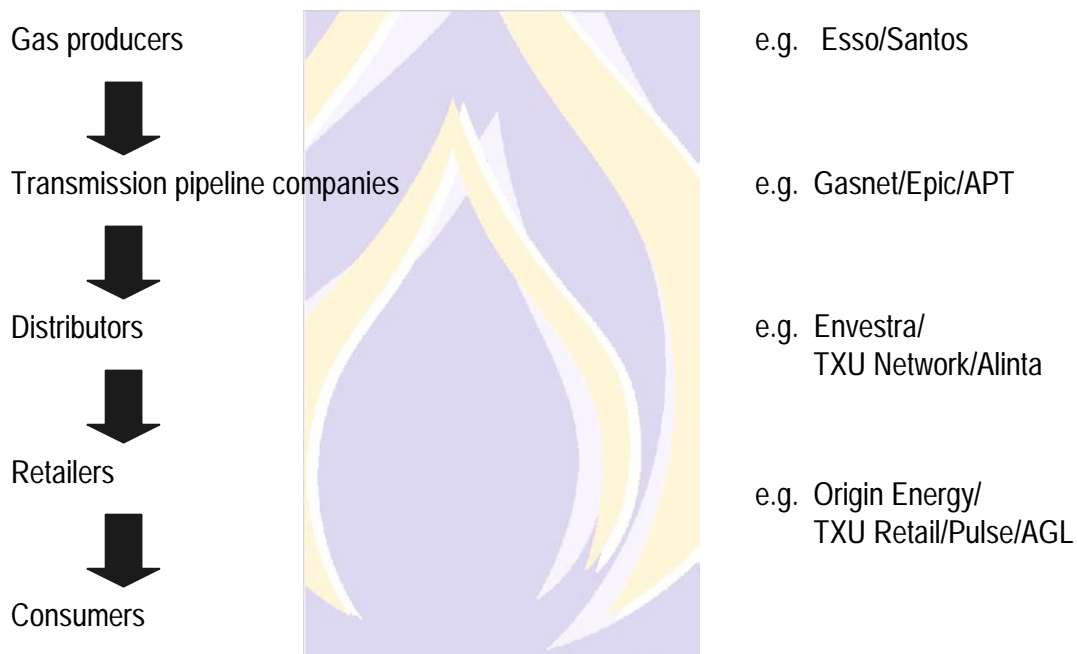 Gas producers e.g. Esso/Santos
Transmission pipeline companies e.g. Gasnet/Epic/APT
Distributors e.g. Envestra/
TXU Network/Alinta
Retailers e.g. Origin Energy/
TXU Retail/Pulse/AGL
Consumers